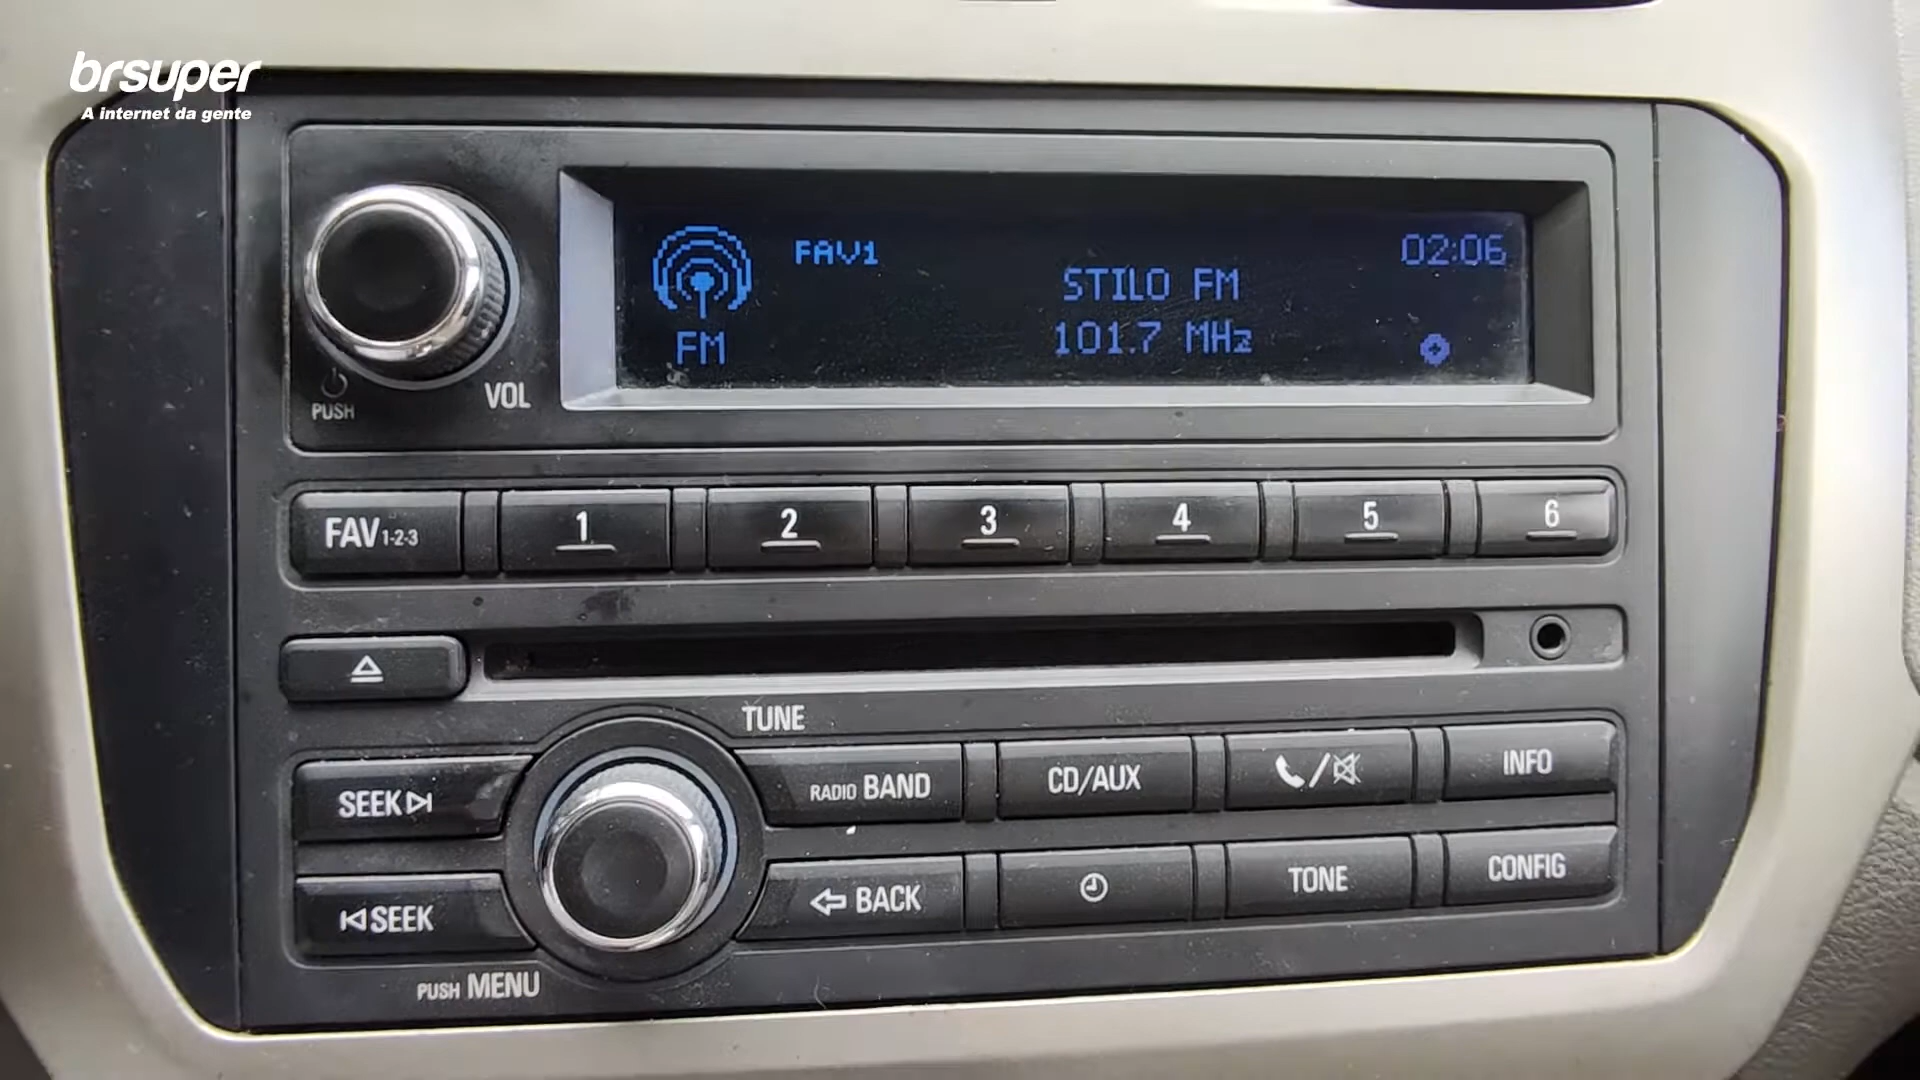 brsuper
A internet da gente
FAV1
02:06
STILO FM
101.7 MHz
FM
PUSH
VOL
FAV 1-2-3
1
2
3
4
5
6
TUNE
SEEK
RADIO BAND
CD/AUX
/
INFO
SEEK
BACK
TONE
CONFIG
PUSH MENU